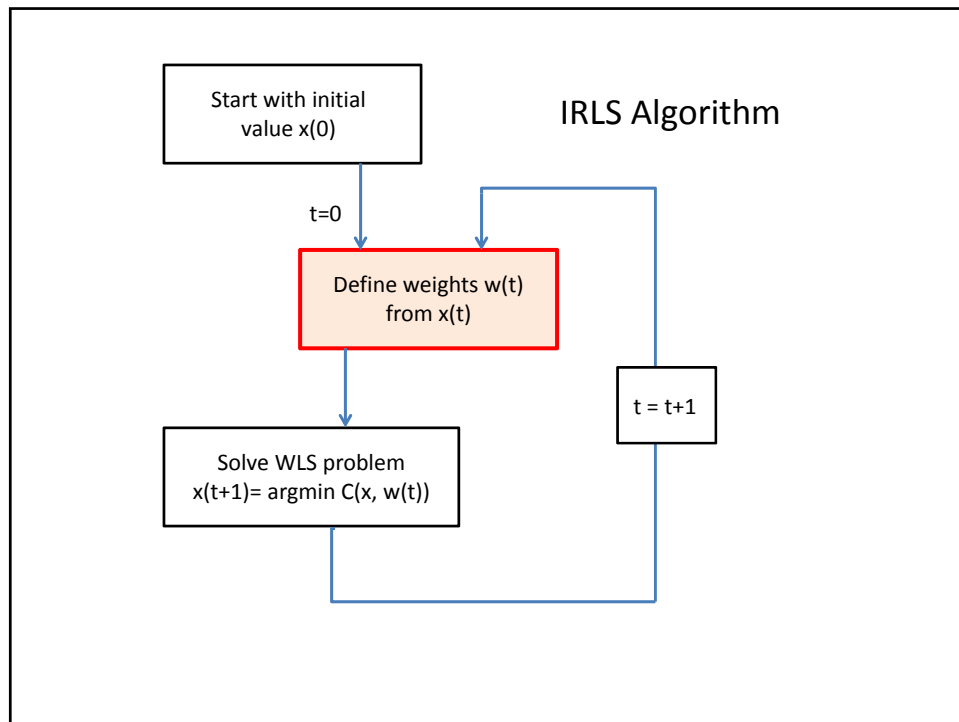 IRLS Algorithm
Start with initial
value x(0)
t=0
Define weights w(t)
from x(t)
t = t+1
Solve WLS problem
x(t+1)= argmin C(x, w(t))